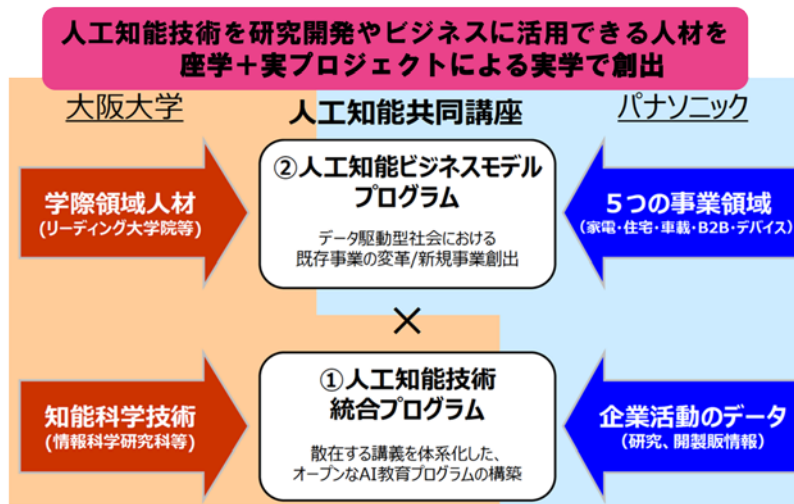 人工知能技術を研究開発やビジネスに活用できる人材を
座学＋実プロジェクトによる実学で創出
大阪大学
人工知能共同講座
パナソニック
学際領域人材
(リーディング大学院等)
②人工知能ビジネスモデル
プログラム
データ駆動型社会における
既存事業の変革/新規事業創出
５つの事業領域
(家電・住宅・車載・B2B・デバイス)
×
知能科学技術
(情報科学研究科等)
①人工知能技術
統合プログラム
散在する講義を体系化した、
オープンなAI教育プログラムの構築
企業活動のデータ
(研究、開製販情報)